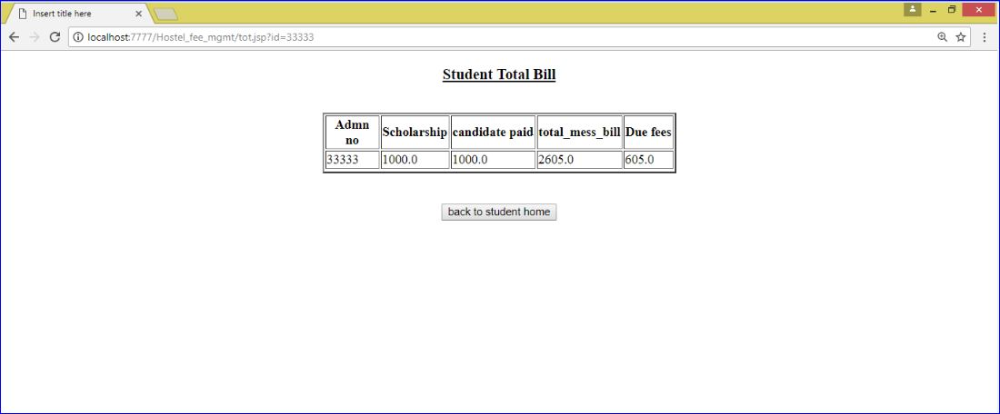 Insert title here
localhost:7777/Hostel_fee_mgmt/tot.jsp?id=33333
Student Total Bill
Admn no Scholarship candidate paid total_mess_bill Due fees
33333 1000.0 1000.0 2605.0 605.0
back to student home